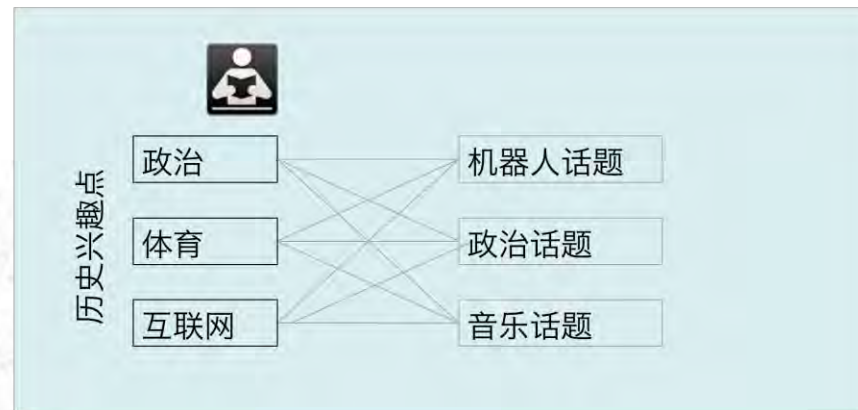 历史兴趣点
政治
机器人话题
体育
政治话题
互联网
音乐话题